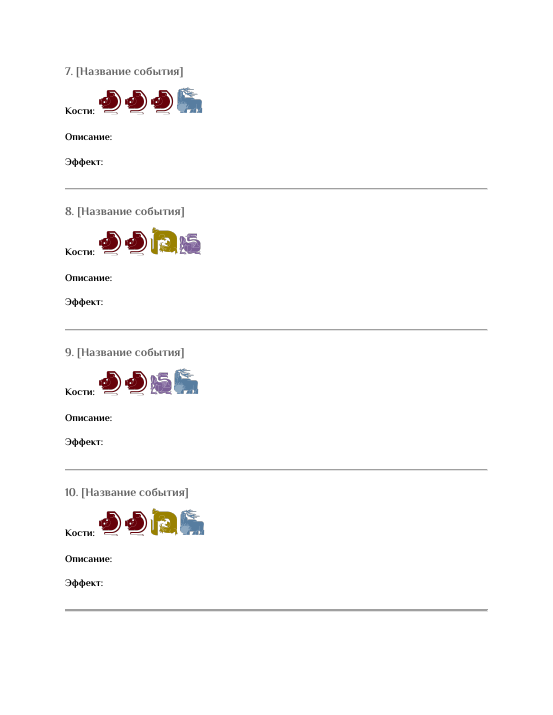 7. [Название события]
Кости:
Описание:
Эффект:
8. [Название события]
Кости:
Описание:
Эффект:
9. [Название события]
Кости:
Описание:
Эффект:
10. [Название события]
Кости:
Описание:
Эффект: